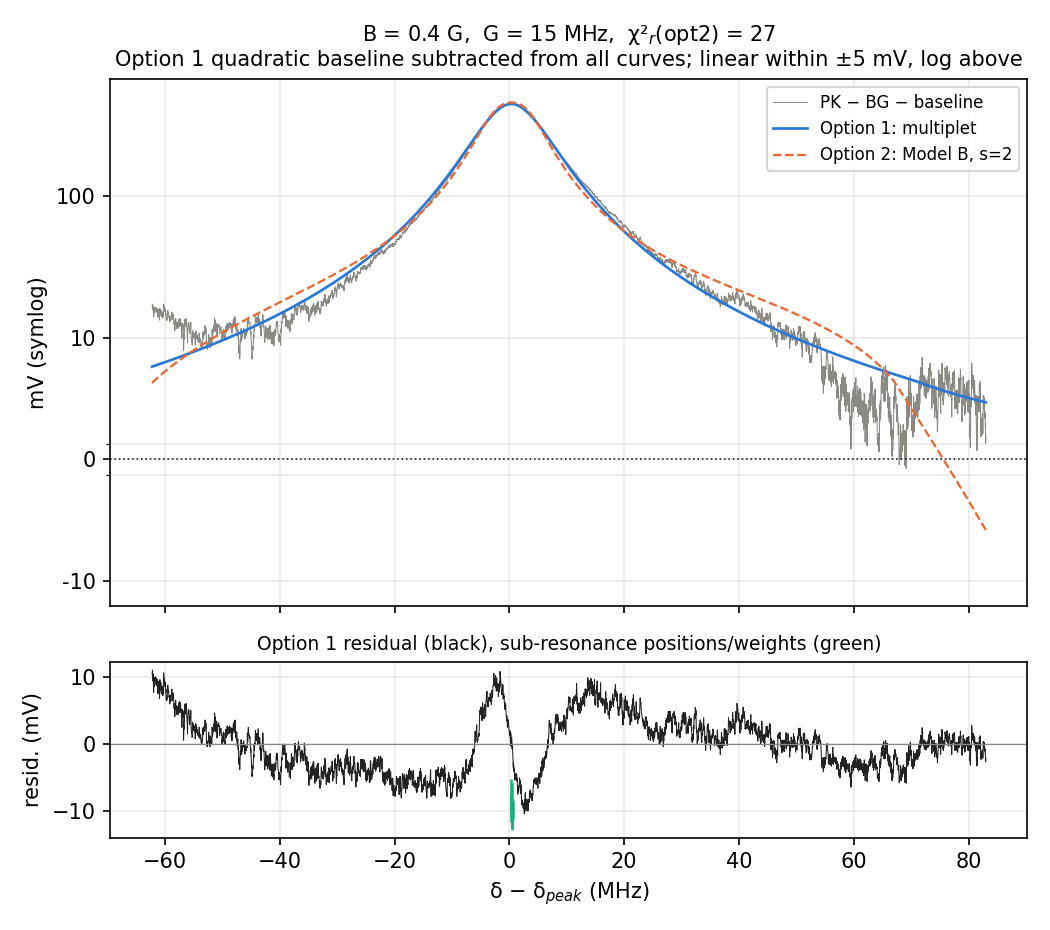 B = 0.4 G,  G = 15 MHz,  χ²ᵣ(opt2) = 27
Option 1 quadratic baseline subtracted from all curves; linear within ±5 mV, log above
PK − BG − baseline
Option 1: multiplet
Option 2: Model B, s=2
mV (symlog)
100
10
0
-10
Option 1 residual (black), sub-resonance positions/weights (green)
resid. (mV)
10
0
−10
−60 −40 −20 0 20 40 60 80
δ − δpeak (MHz)